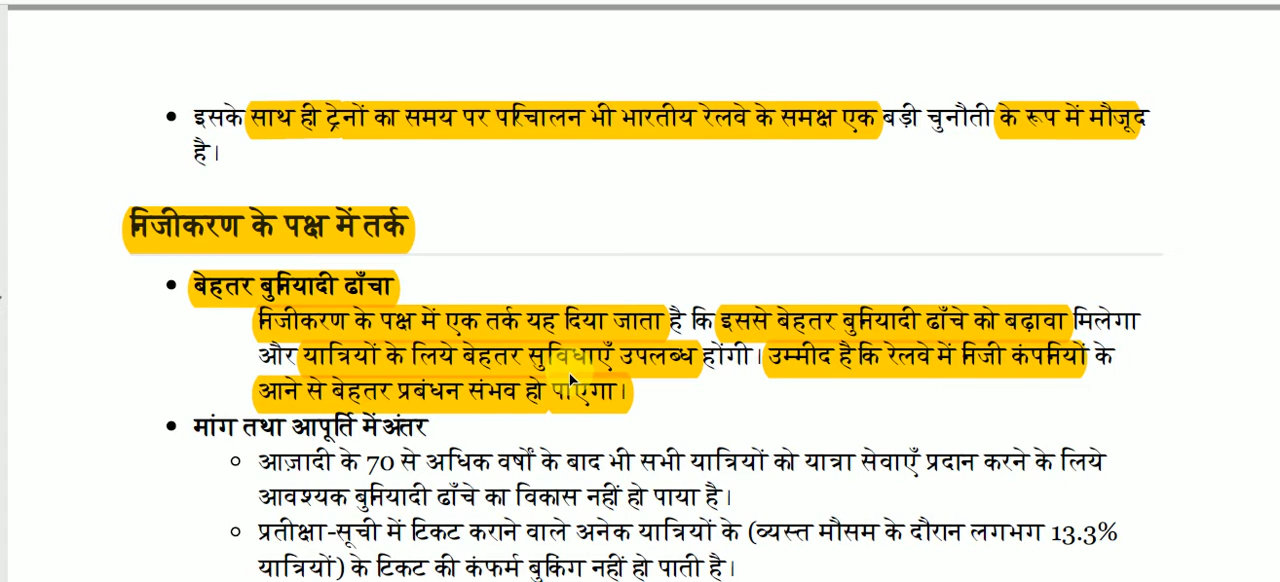 • इसके साथ ही ट्रेनों का समय पर परिचालन भी भारतीय रेलवे के समक्ष एक बड़ी चुनौती के रूप में मौजूद
है।
निजीकरण के पक्ष में तर्क
• बेहतर बुनियादी ढाँचा
निजीकरण के पक्ष में एक तर्क यह दिया जाता है कि इससे बेहतर बुनियादी ढाँचे को बढ़ावा मिलेगा
और यात्रियों के लिये बेहतर सुविधाएँ उपलब्ध होंगी। उम्मीद है कि रेलवे में निजी कंपनियों के
आने से बेहतर प्रबंधन संभव हो पाएगा।
• मांग तथा आपूर्ति में अंतर
○ आज़ादी के 70 से अधिक वर्षों के बाद भी सभी यात्रियों को यात्रा सेवाएँ प्रदान करने के लिये
आवश्यक बुनियादी ढाँचे का विकास नहीं हो पाया है।
○ प्रतीक्षा-सूची में टिकट कराने वाले अनेक यात्रियों के (व्यस्त मौसम के दौरान लगभग 13.3%
यात्रियों) के टिकट की कंफर्म बुकिंग नहीं हो पाती है।